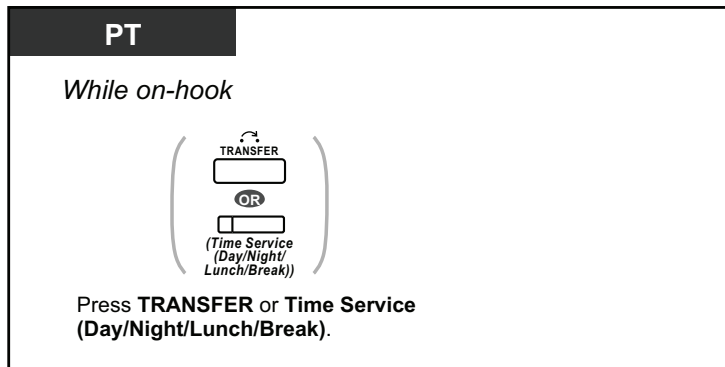 PT
While on-hook
TRANSFER
OR
(Time Service
(Day/Night/
Lunch/Break))
Press TRANSFER or Time Service
(Day/Night/Lunch/Break).